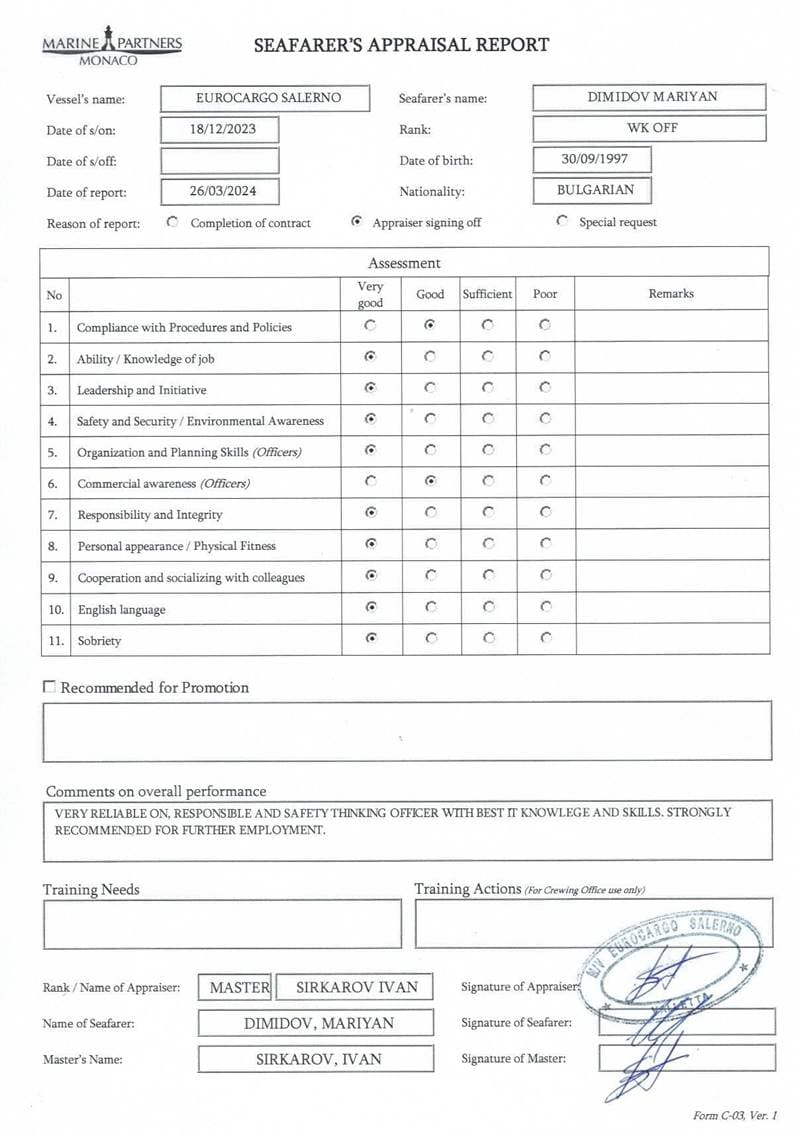 MARINE PARTNERS
MONACO
SEAFARER'S APPRAISAL REPORT
Vessel's name: EUROCARGO SALERNO Seafarer's name: DIMIDOV MARIYAN
Date of s/on: 18/12/2023 Rank: WK OFF
Date of s/off: Date of birth: 30/09/1997
Date of report: 26/03/2024 Nationality: BULGARIAN
Reason of report: Completion of contract Appraiser signing off Special request
Assessment
No Very good Good Sufficient Poor Remarks
1. Compliance with Procedures and Policies
2. Ability / Knowledge of job
3. Leadership and Initiative
4. Safety and Security / Environmental Awareness
5. Organization and Planning Skills (Officers)
6. Commercial awareness (Officers)
7. Responsibility and Integrity
8. Personal appearance / Physical Fitness
9. Cooperation and socializing with colleagues
10. English language
11. Sobriety
Recommended for Promotion
Comments on overall performance
VERY RELIABLE ON, RESPONSIBLE AND SAFETY THINKING OFFICER WITH BEST IT KNOWLEGE AND SKILLS. STRONGLY
RECOMMENDED FOR FURTHER EMPLOYMENT.
Training Needs Training Actions (For Crewing Office use only)
M/V EUROCARGO SALERNO
VALLETTA
Rank / Name of Appraiser: MASTER SIRKAROV IVAN Signature of Appraiser:
Name of Seafarer: DIMIDOV, MARIYAN Signature of Seafarer:
Master's Name: SIRKAROV, IVAN Signature of Master:
Form C-03, Ver. 1